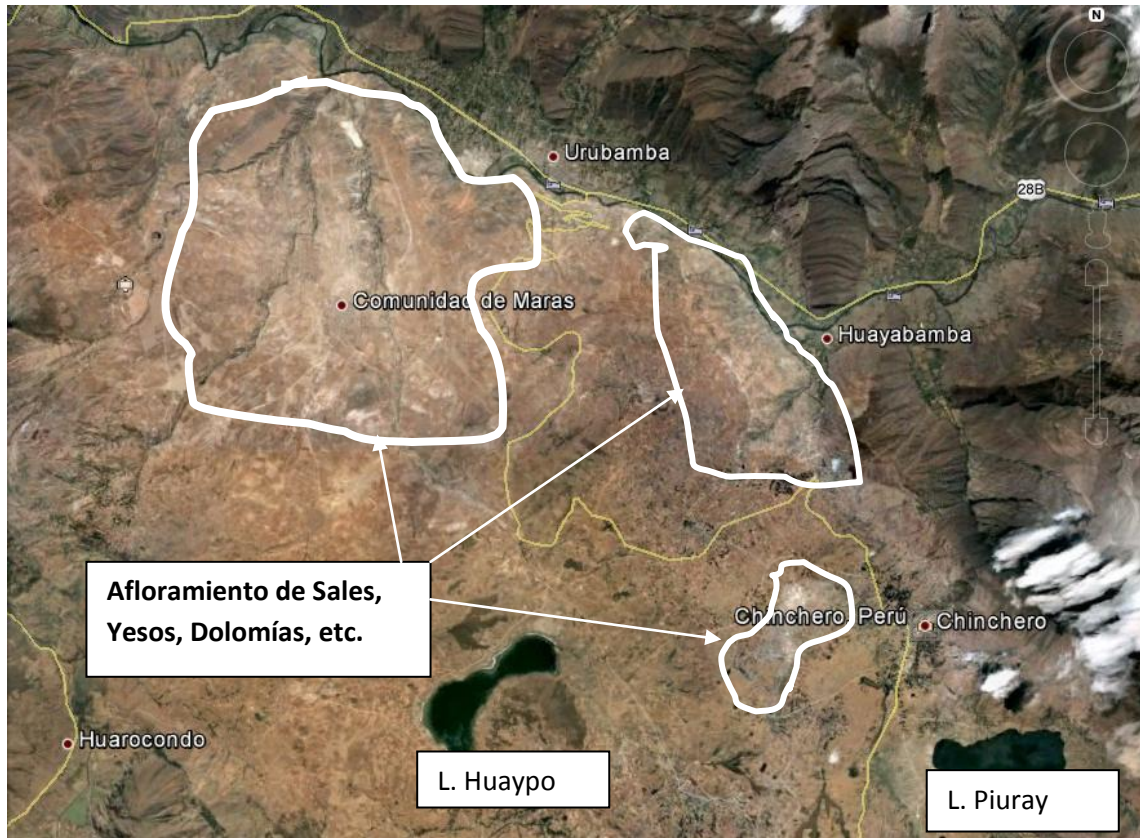 N
Urubamba
28B
Comunidad de Maras
Huayabamba
Afloramiento de Sales,
Yesos, Dolomías, etc.
Chinchero, Perú
Chinchero
Huarocondo
L. Huaypo
L. Piuray